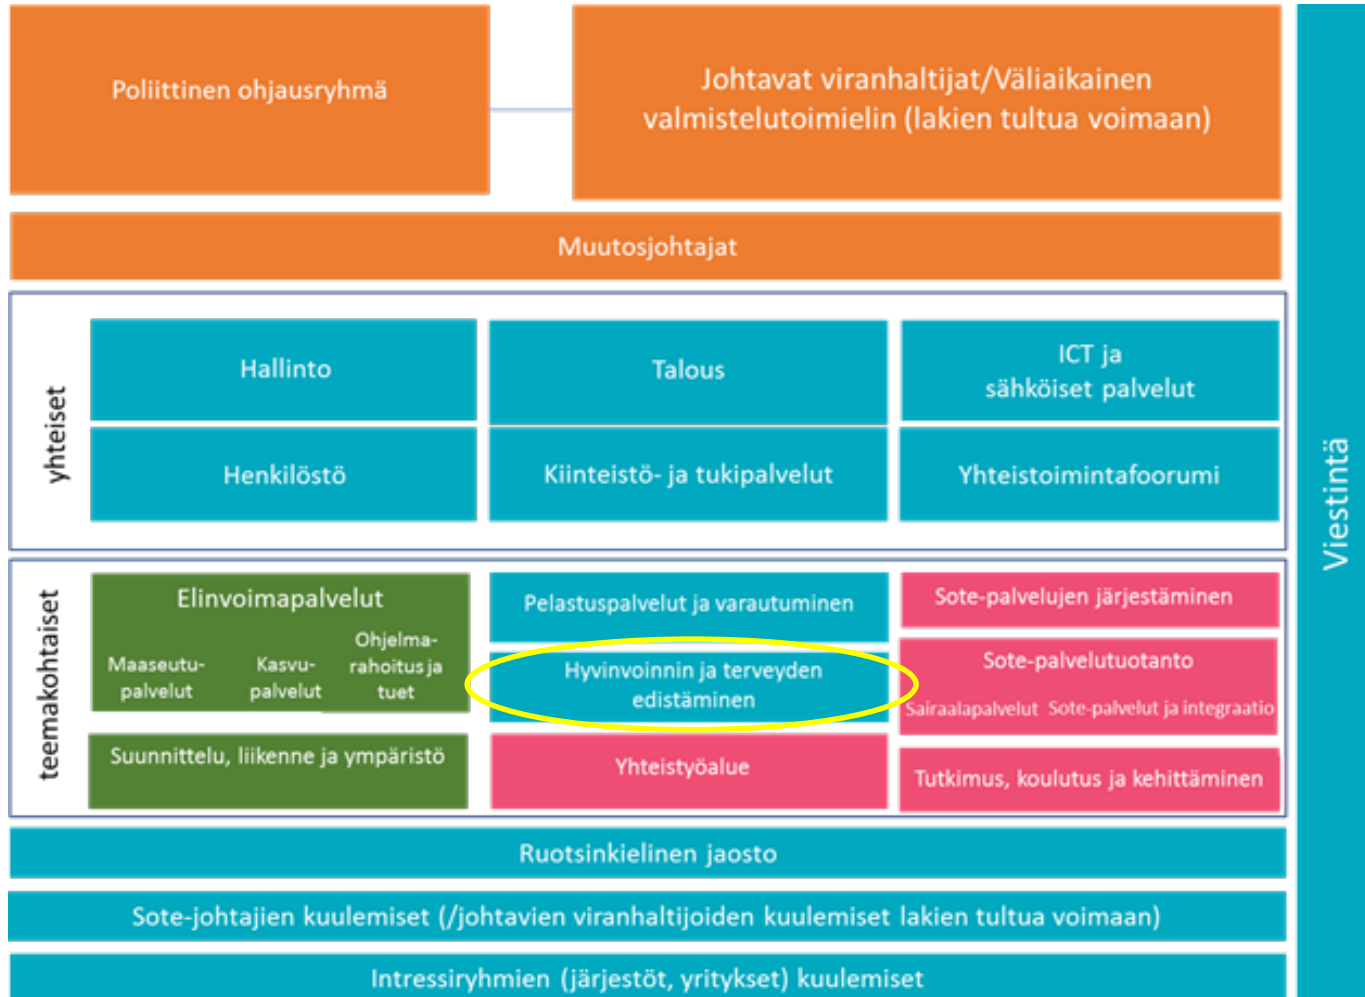 Poliittinen ohjausryhmä
Johtavat viranhaltijat/Väliaikainen
valmistelutoimielin (lakien tultua voimaan)
Muutosjohtajat
yhteiset
Hallinto
Talous
ICT ja
sähköiset palvelut
Henkilöstö
Kiinteistö- ja tukipalvelut
Yhteistoimintafoorumi
teemakohtaiset
Elinvoimapalvelut
Maaseutu-
palvelut
Kasvu-
palvelut
Ohjelma-
rahoitus ja
tuet
Suunnittelu, liikenne ja ympäristö
Pelastuspalvelut ja varautuminen
Hyvinvoinnin ja terveyden
edistäminen
Yhteistyöalue
Sote-palvelujen järjestäminen
Sote-palvelutuotanto
Sairaalapalvelut
Sote-palvelut ja integraatio
Tutkimus, koulutus ja kehittäminen
Ruotsinkielinen jaosto
Sote-johtajien kuulemiset (/johtavien viranhaltijoiden kuulemiset lakien tultua voimaan)
Intressiryhmien (järjestöt, yritykset) kuulemiset
Viestintä